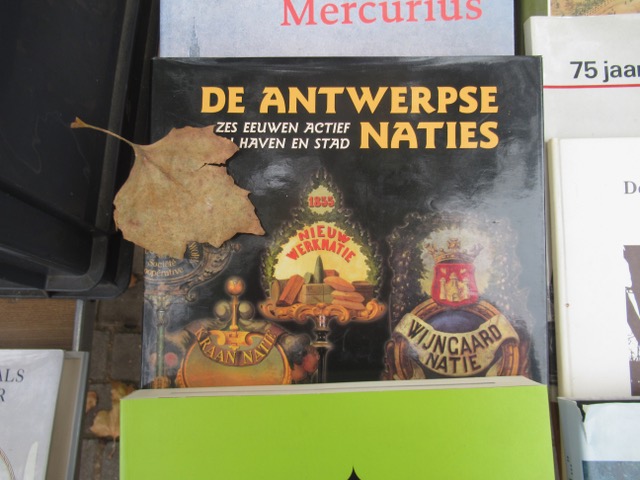 Mercurius
75 jaar
DE ANTWERPSE
ZES EEUWEN ACTIEF
HAVEN EN STAD
NATIES
1855
NIEUW
WERKNATIE
KRAAN NATIE
WIJNGAARD
NATIE